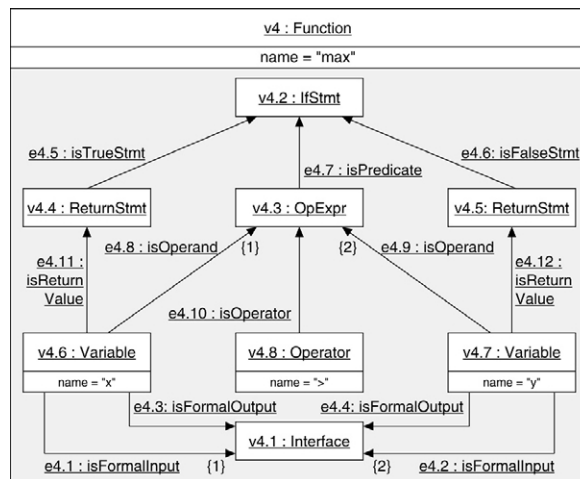 v4 : Function
name = "max"
v4.2 : IfStmt
e4.5 : isTrueStmt
e4.6: isFalseStmt
e4.7 : isPredicate
v4.4 : ReturnStmt
v4.3 : OpExpr
v4.5: ReturnStmt
e4.8 : isOperand
{1}
{2}
e4.9 : isOperand
e4.11 :
isReturn
Value
e4.12 :
isReturn
Value
e4.10 : isOperator
v4.6 : Variable
v4.8 : Operator
v4.7 : Variable
name = "x"
name = ">"
name = "y"
e4.3: isFormalOutput
e4.4 : isFormalOutput
v4.1 : Interface
e4.1 : isFormalInput
{1}
{2}
e4.2 : isFormalInput